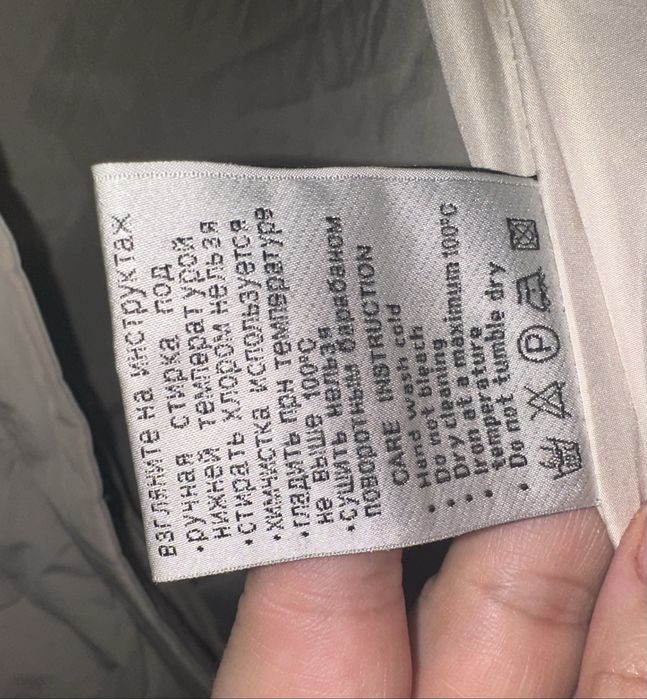 взгляните на инструктаж
•ручная стирка под
нижней температурой
•стирать хлором нельзя
•химчистка используется
•гладить прн температуре
не выше 100°C
•сушить нельзя
поворотным барабаном
CARE INSTRUCTION
• Hand wash cold
• Do not bleach
• Dry cleaning
• Iron at a maximum 100°C
temperature
• Do not tumble dry
P